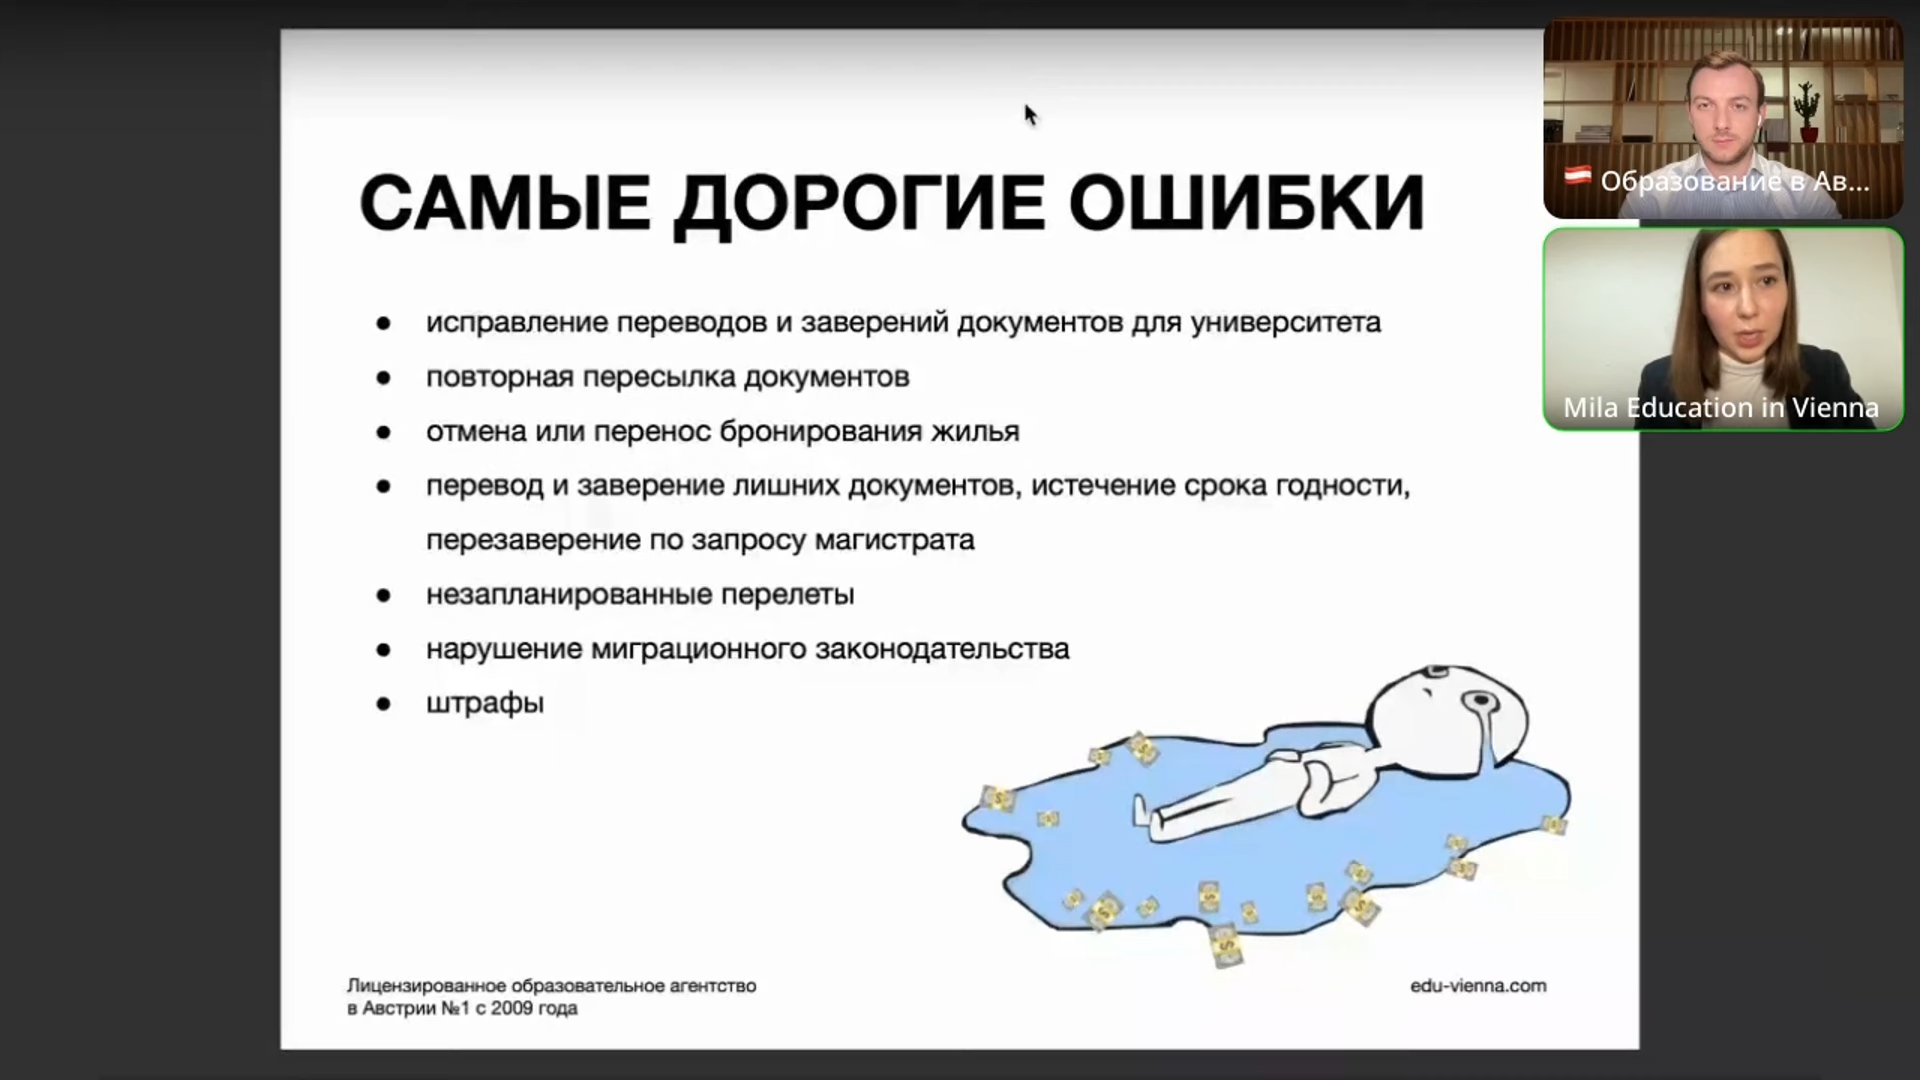 САМЫЕ ДОРОГИЕ ОШИБКИ
● исправление переводов и заверений документов для университета
● повторная пересылка документов
● отмена или перенос бронирования жилья
● перевод и заверение лишних документов, истечение срока годности,
перезаверение по запросу магистрата
● незапланированные перелеты
● нарушение миграционного законодательства
● штрафы
Лицензированное образовательное агентство
в Австрии №1 с 2009 года
edu-vienna.com
Образование в Ав...
Mila Education in Vienna